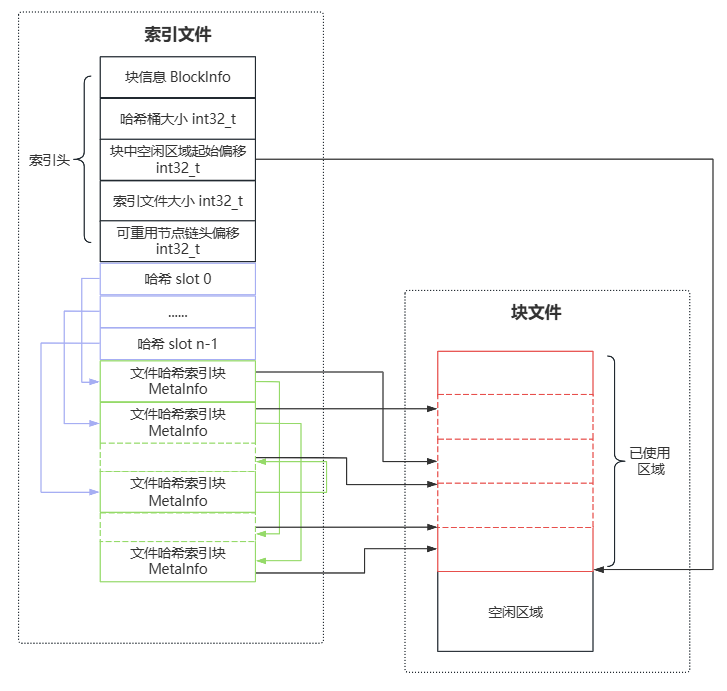 索引文件
块信息 BlockInfo
哈希桶大小 int32_t
块中空闲区域起始偏移
int32_t
索引头
索引文件大小 int32_t
可重用节点链头偏移
int32_t
哈希 slot 0
......
哈希 slot n-1
文件哈希索引块
MetaInfo
文件哈希索引块
MetaInfo
文件哈希索引块
MetaInfo
文件哈希索引块
MetaInfo
块文件
已使用
区域
空闲区域